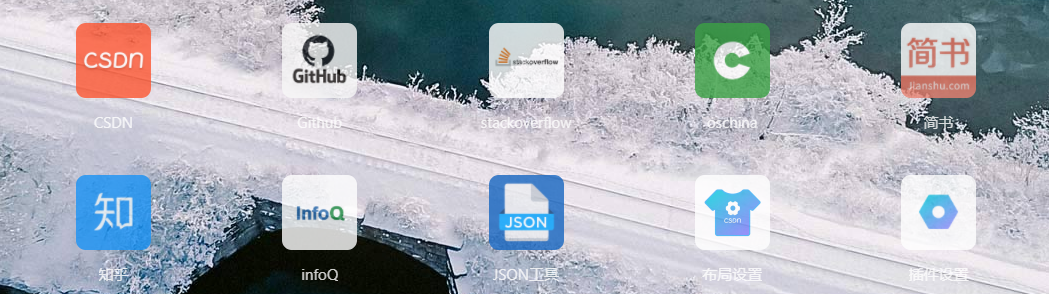 CSDN
GitHub
stackoverflow
C
简书
Jianshu.com
CSDN
Github
stackoverflow
oschina
简书
知
InfoQ
JSON
CSDN
知乎
infoQ
JSON工具
布局设置
插件设置